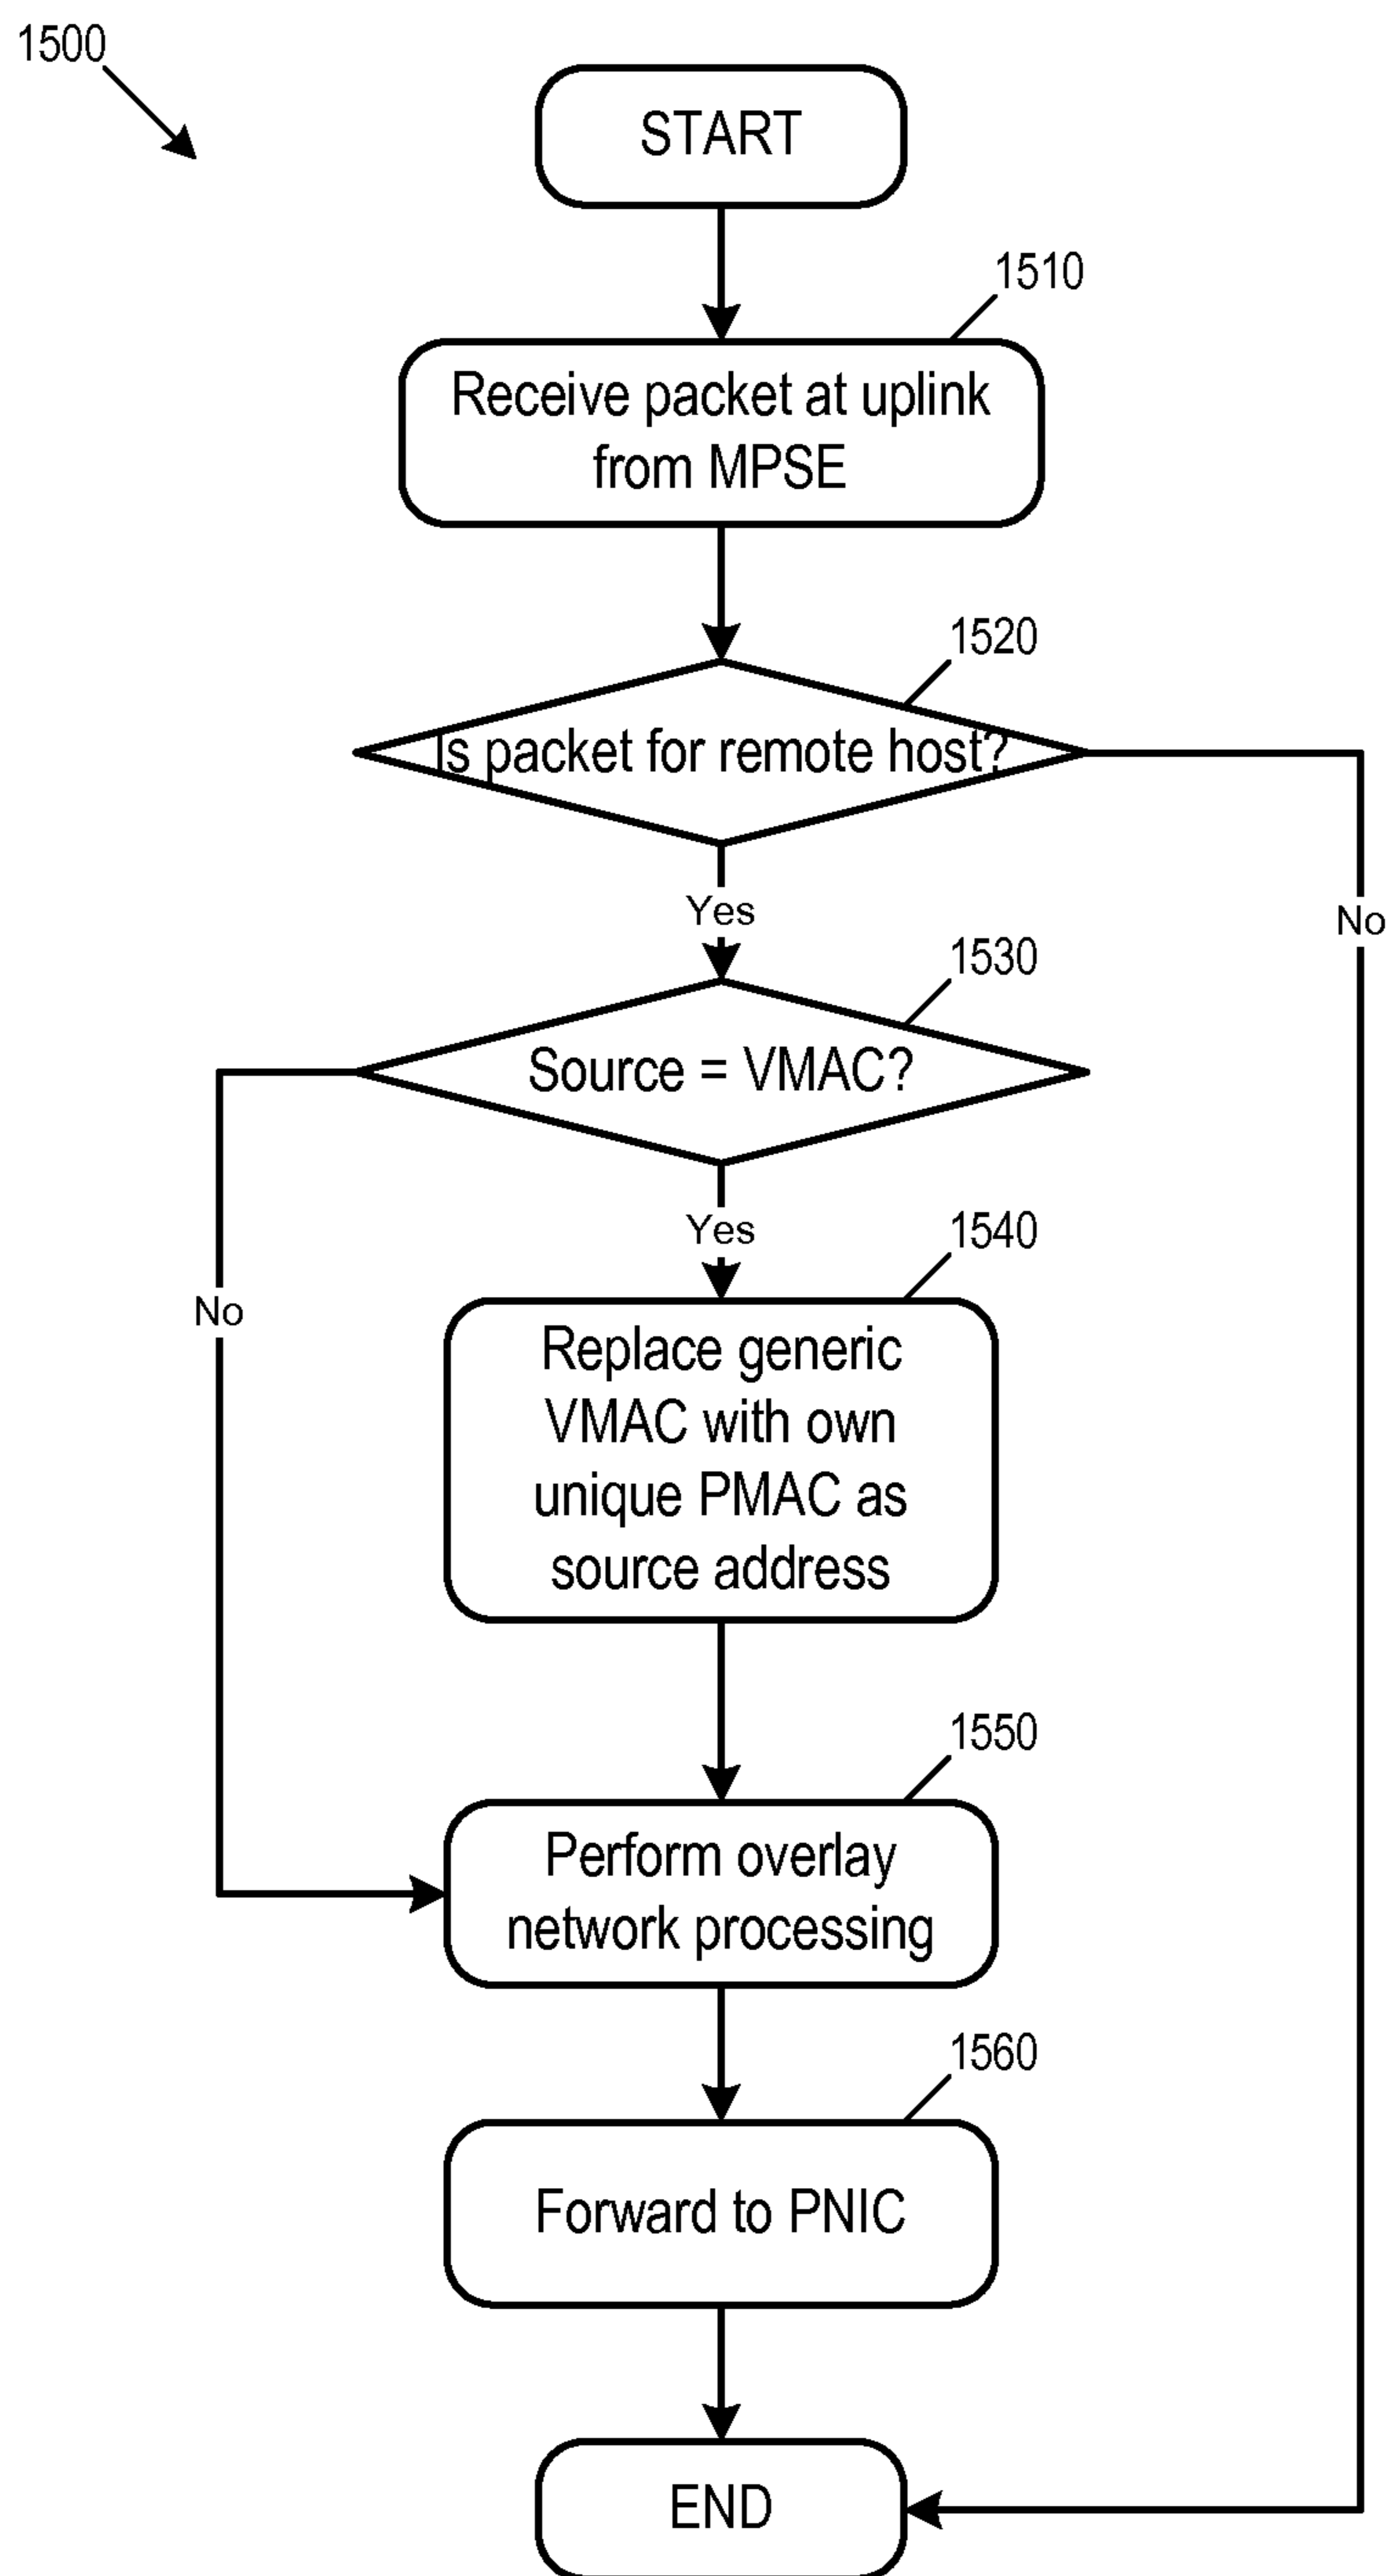 1500
START
1510
Receive packet at uplink
from MPSE
1520
Is packet for remote host?
Yes
No
1530
Source = VMAC?
Yes
1540
No
Replace generic
VMAC with own
unique PMAC as
source address
1550
Perform overlay
network processing
1560
Forward to PNIC
END